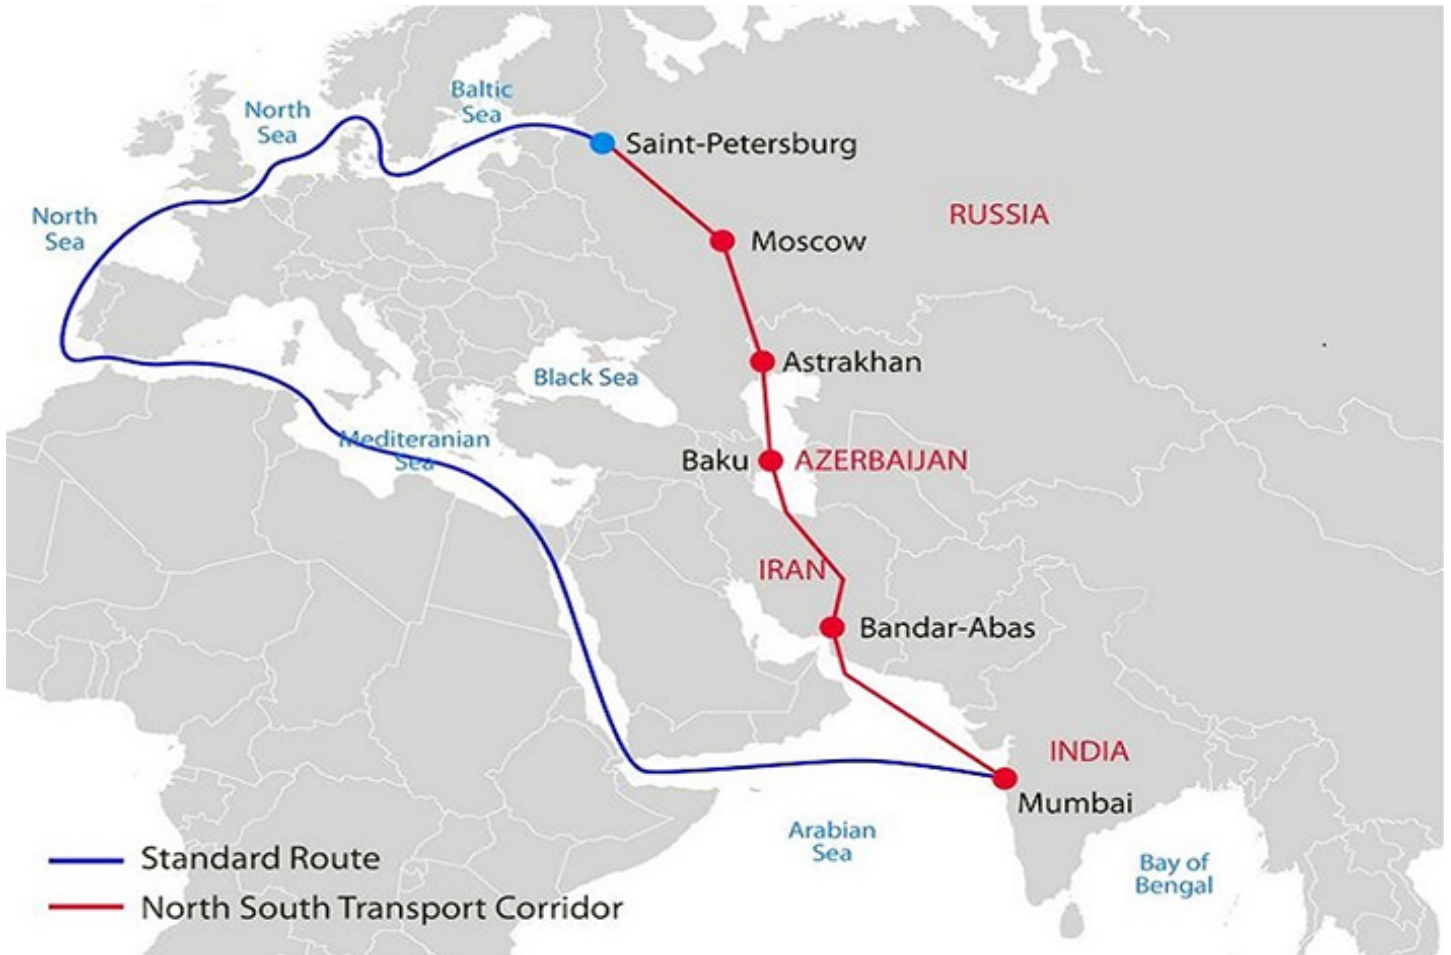 Baltic
Sea
North
Sea
Saint-Petersburg
North
Sea
RUSSIA
Moscow
Astrakhan
Black Sea
Mediteranian
Sea
Baku
AZERBAIJAN
IRAN
Bandar-Abas
INDIA
Mumbai
Arabian
Sea
Bay of
Bengal
Standard Route
North South Transport Corridor